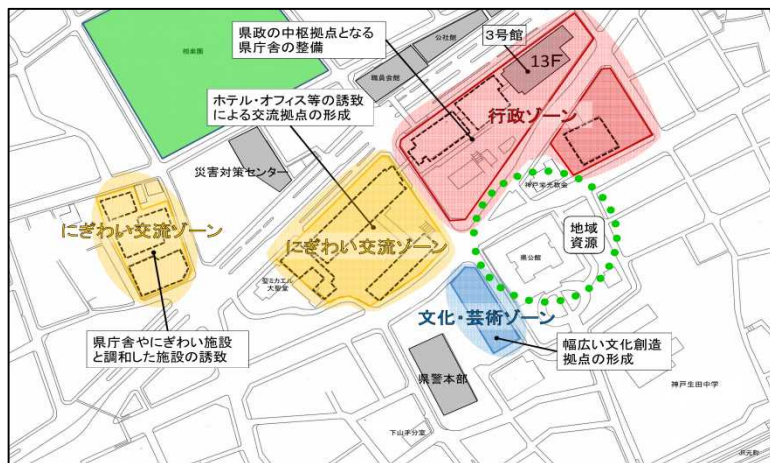 県政の中枢拠点となる
県庁舎の整備
公社館
3号館
相楽園
職員会館
13F
ホテル・オフィス等の誘致
による交流拠点の形成
行政ゾーン
災害対策センター
神戸栄光教会
にぎわい交流ゾーン
にぎわい交流ゾーン
地域
資源
県公館
聖ミカエル
大聖堂
文化・芸術ゾーン
県庁舎やにぎわい施設
と調和した施設の誘致
幅広い文化創造
拠点の形成
県警本部
神戸生田中学
下山手分室
JR元町